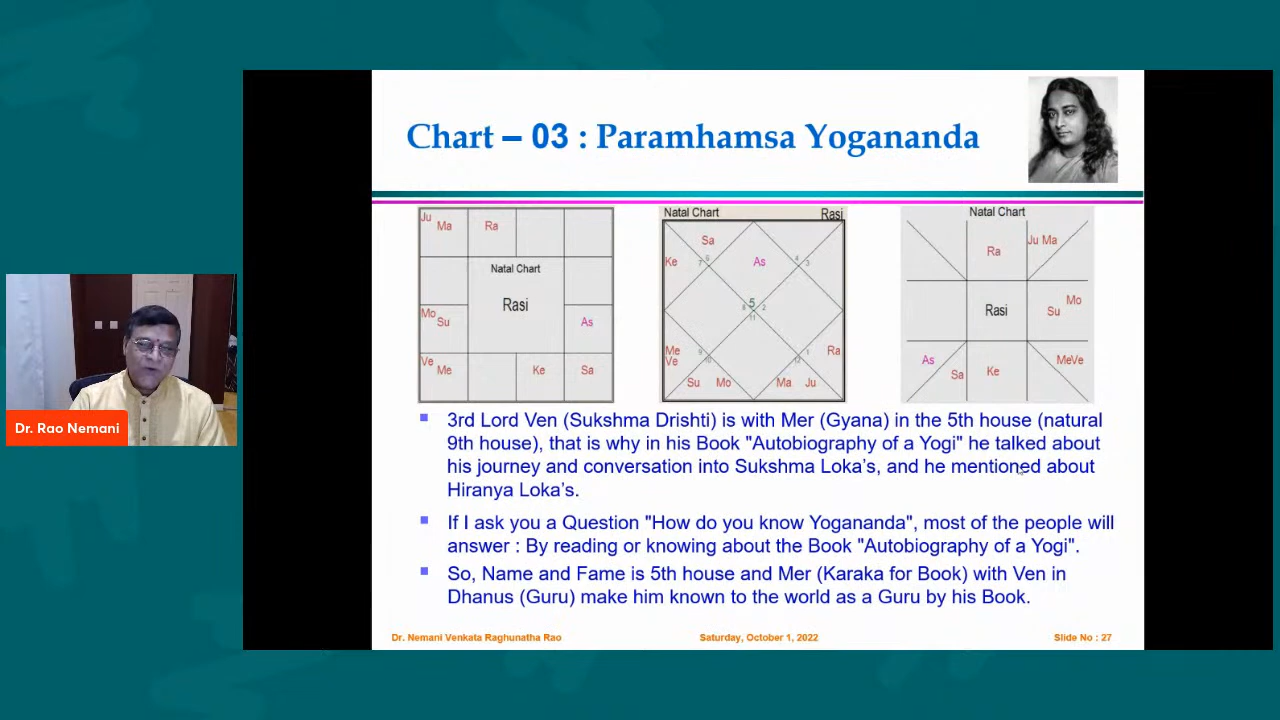 Chart – 03 : Paramhamsa Yogananda
Ju
Ma
Ra
Natal Chart
Rasi
Mo
Su
As
Ve
Me
Ke
Sa
Natal Chart
Rasi
Sa
Ke
As
5
Me
Ve
Su
Mo
Ma
Ju
Ra
Natal Chart
Ra
Ju Ma
Rasi
Mo
Su
As
Sa
Ke
MeVe
3rd Lord Ven (Sukshma Drishti) is with Mer (Gyana) in the 5th house (natural
9th house), that is why in his Book "Autobiography of a Yogi" he talked about
his journey and conversation into Sukshma Loka's, and he mentioned about
Hiranya Loka's.
If I ask you a Question "How do you know Yogananda", most of the people will
answer : By reading or knowing about the Book "Autobiography of a Yogi".
So, Name and Fame is 5th house and Mer (Karaka for Book) with Ven in
Dhanus (Guru) make him known to the world as a Guru by his Book.
Dr. Nemani Venkata Raghunatha Rao
Saturday, October 1, 2022
Slide No : 27
Dr. Rao Nemani